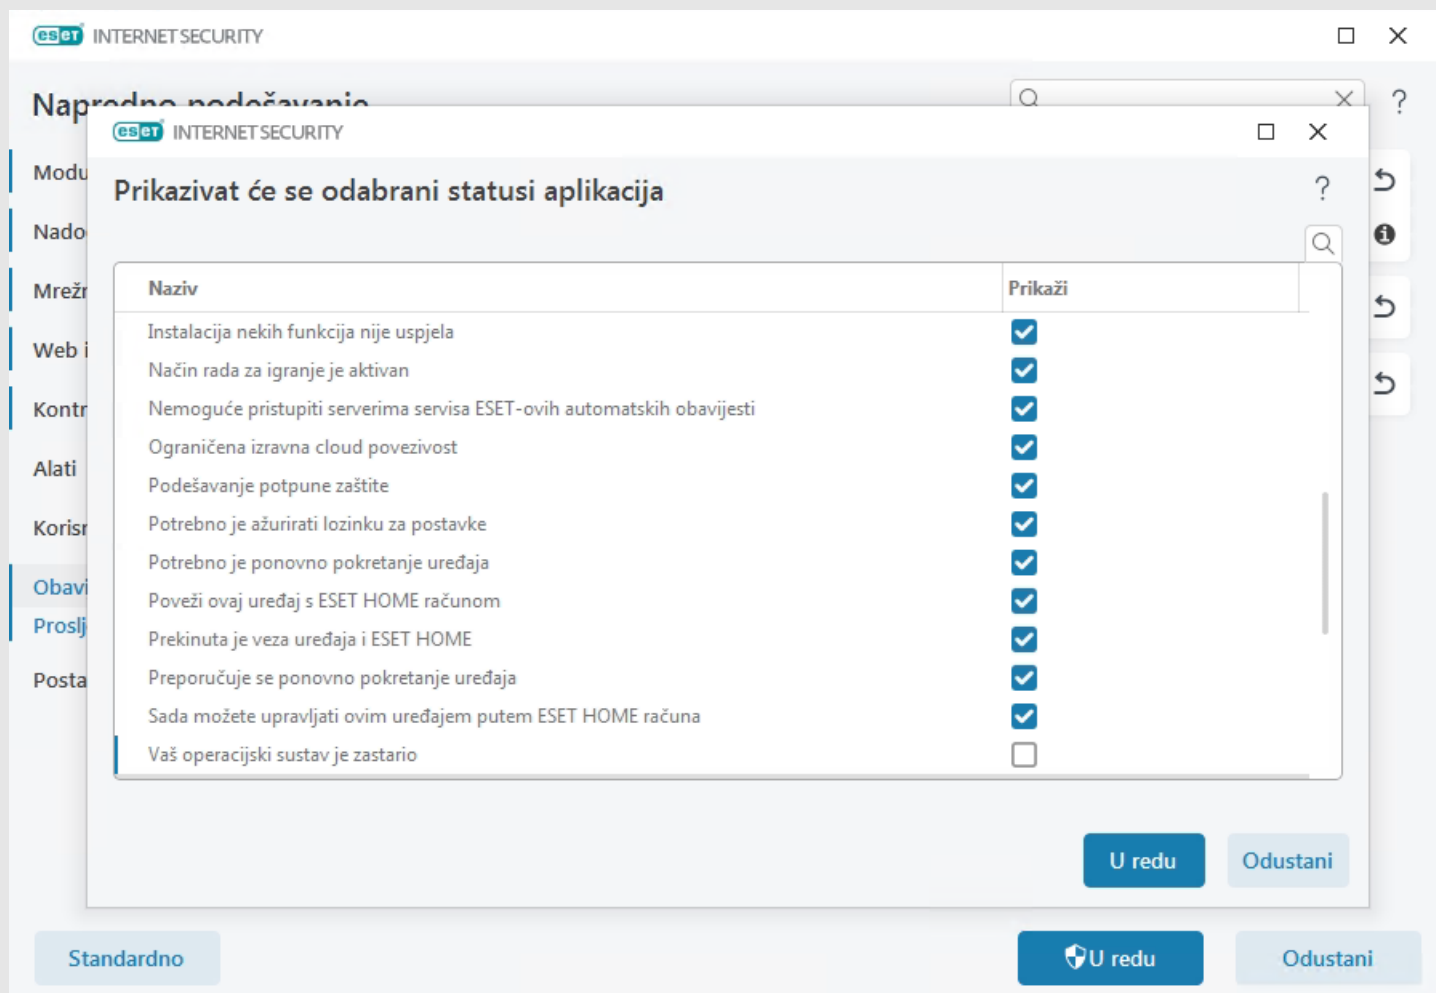 eset INTERNET SECURITY
Napredno podešavanje
eset INTERNET SECURITY
Prikazivat će se odabrani statusi aplikacija
Naziv Prikaži
Instalacija nekih funkcija nije uspjela
Način rada za igranje je aktivan
Nemoguće pristupiti serverima servisa ESET-ovih automatskih obavijesti
Ograničena izravna cloud povezivost
Podešavanje potpune zaštite
Potrebno je ažurirati lozinku za postavke
Potrebno je ponovno pokretanje uređaja
Poveži ovaj uređaj s ESET HOME računom
Prekinuta je veza uređaja i ESET HOME
Preporučuje se ponovno pokretanje uređaja
Sada možete upravljati ovim uređajem putem ESET HOME računa
Vaš operacijski sustav je zastario
U redu Odustani
Modu
Nado
Mrežn
Web i
Kontr
Alati
Korisn
Obavi
Proslj
Posta
Standardno U redu Odustani